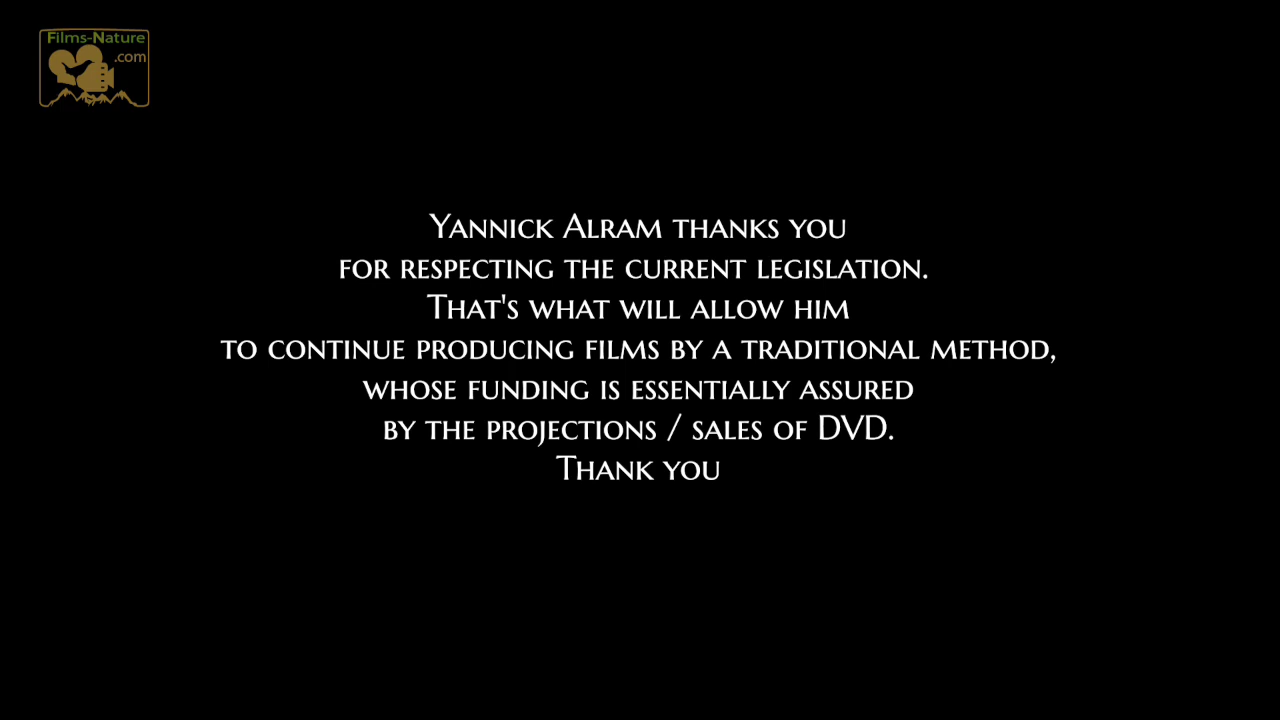 Films-Nature
.com
Yannick Alram thanks you
for respecting the current legislation.
That's what will allow him
to continue producing films by a traditional method,
whose funding is essentially assured
by the projections / sales of DVD.
Thank you